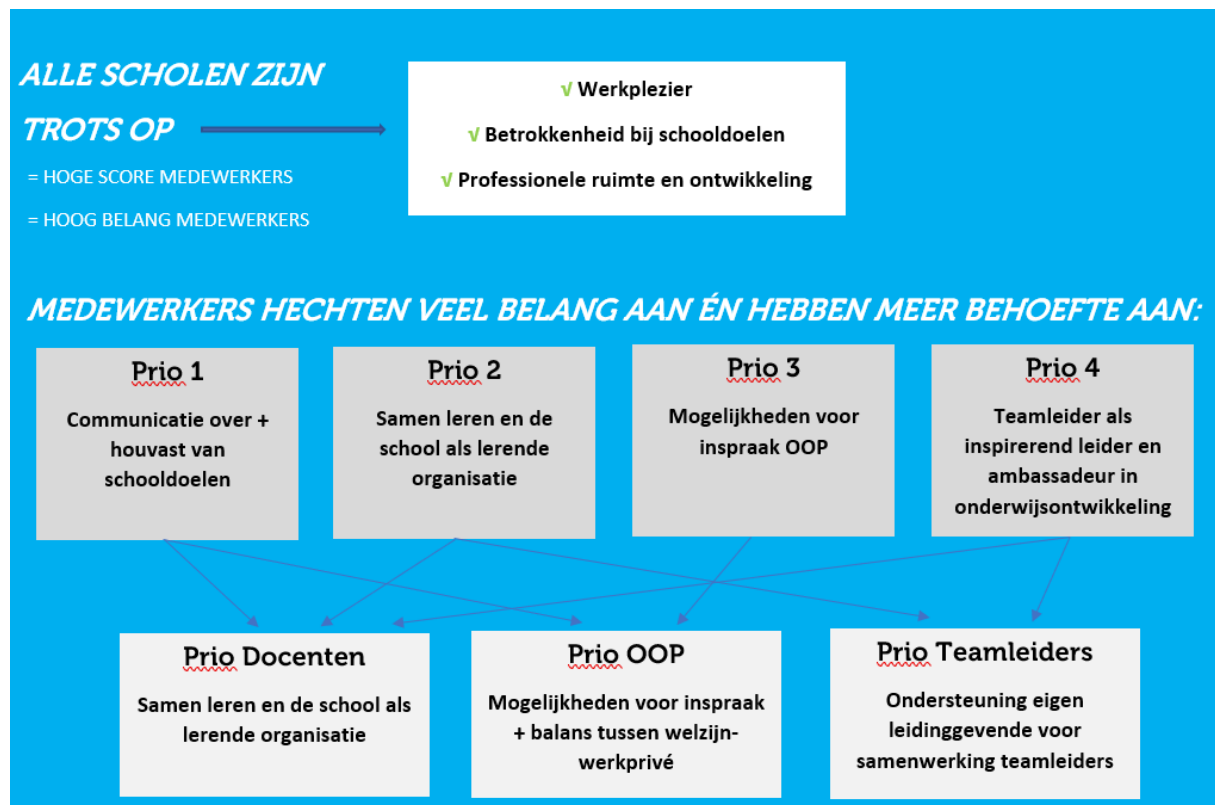 ALLE SCHOLEN ZIJN
TROTS OP
= HOGE SCORE MEDEWERKERS
= HOOG BELANG MEDEWERKERS
√ Werkplezier
√ Betrokkenheid bij schooldoelen
√ Professionele ruimte en ontwikkeling
MEDEWERKERS HECHTEN VEEL BELANG AAN ÉN HEBBEN MEER BEHOEFTE AAN:
Prio 1
Communicatie over +
houvast van
schooldoelen
Prio 2
Samen leren en de
school als lerende
organisatie
Prio 3
Mogelijkheden voor
inspraak OOP
Prio 4
Teamleider als
inspirerend leider en
ambassadeur in
onderwijsontwikkeling
Prio Docenten
Samen leren en de school als
lerende organisatie
Prio OOP
Mogelijkheden voor inspraak
+ balans tussen welzijn-
werkprivé
Prio Teamleiders
Ondersteuning eigen
leidinggevende voor
samenwerking teamleiders